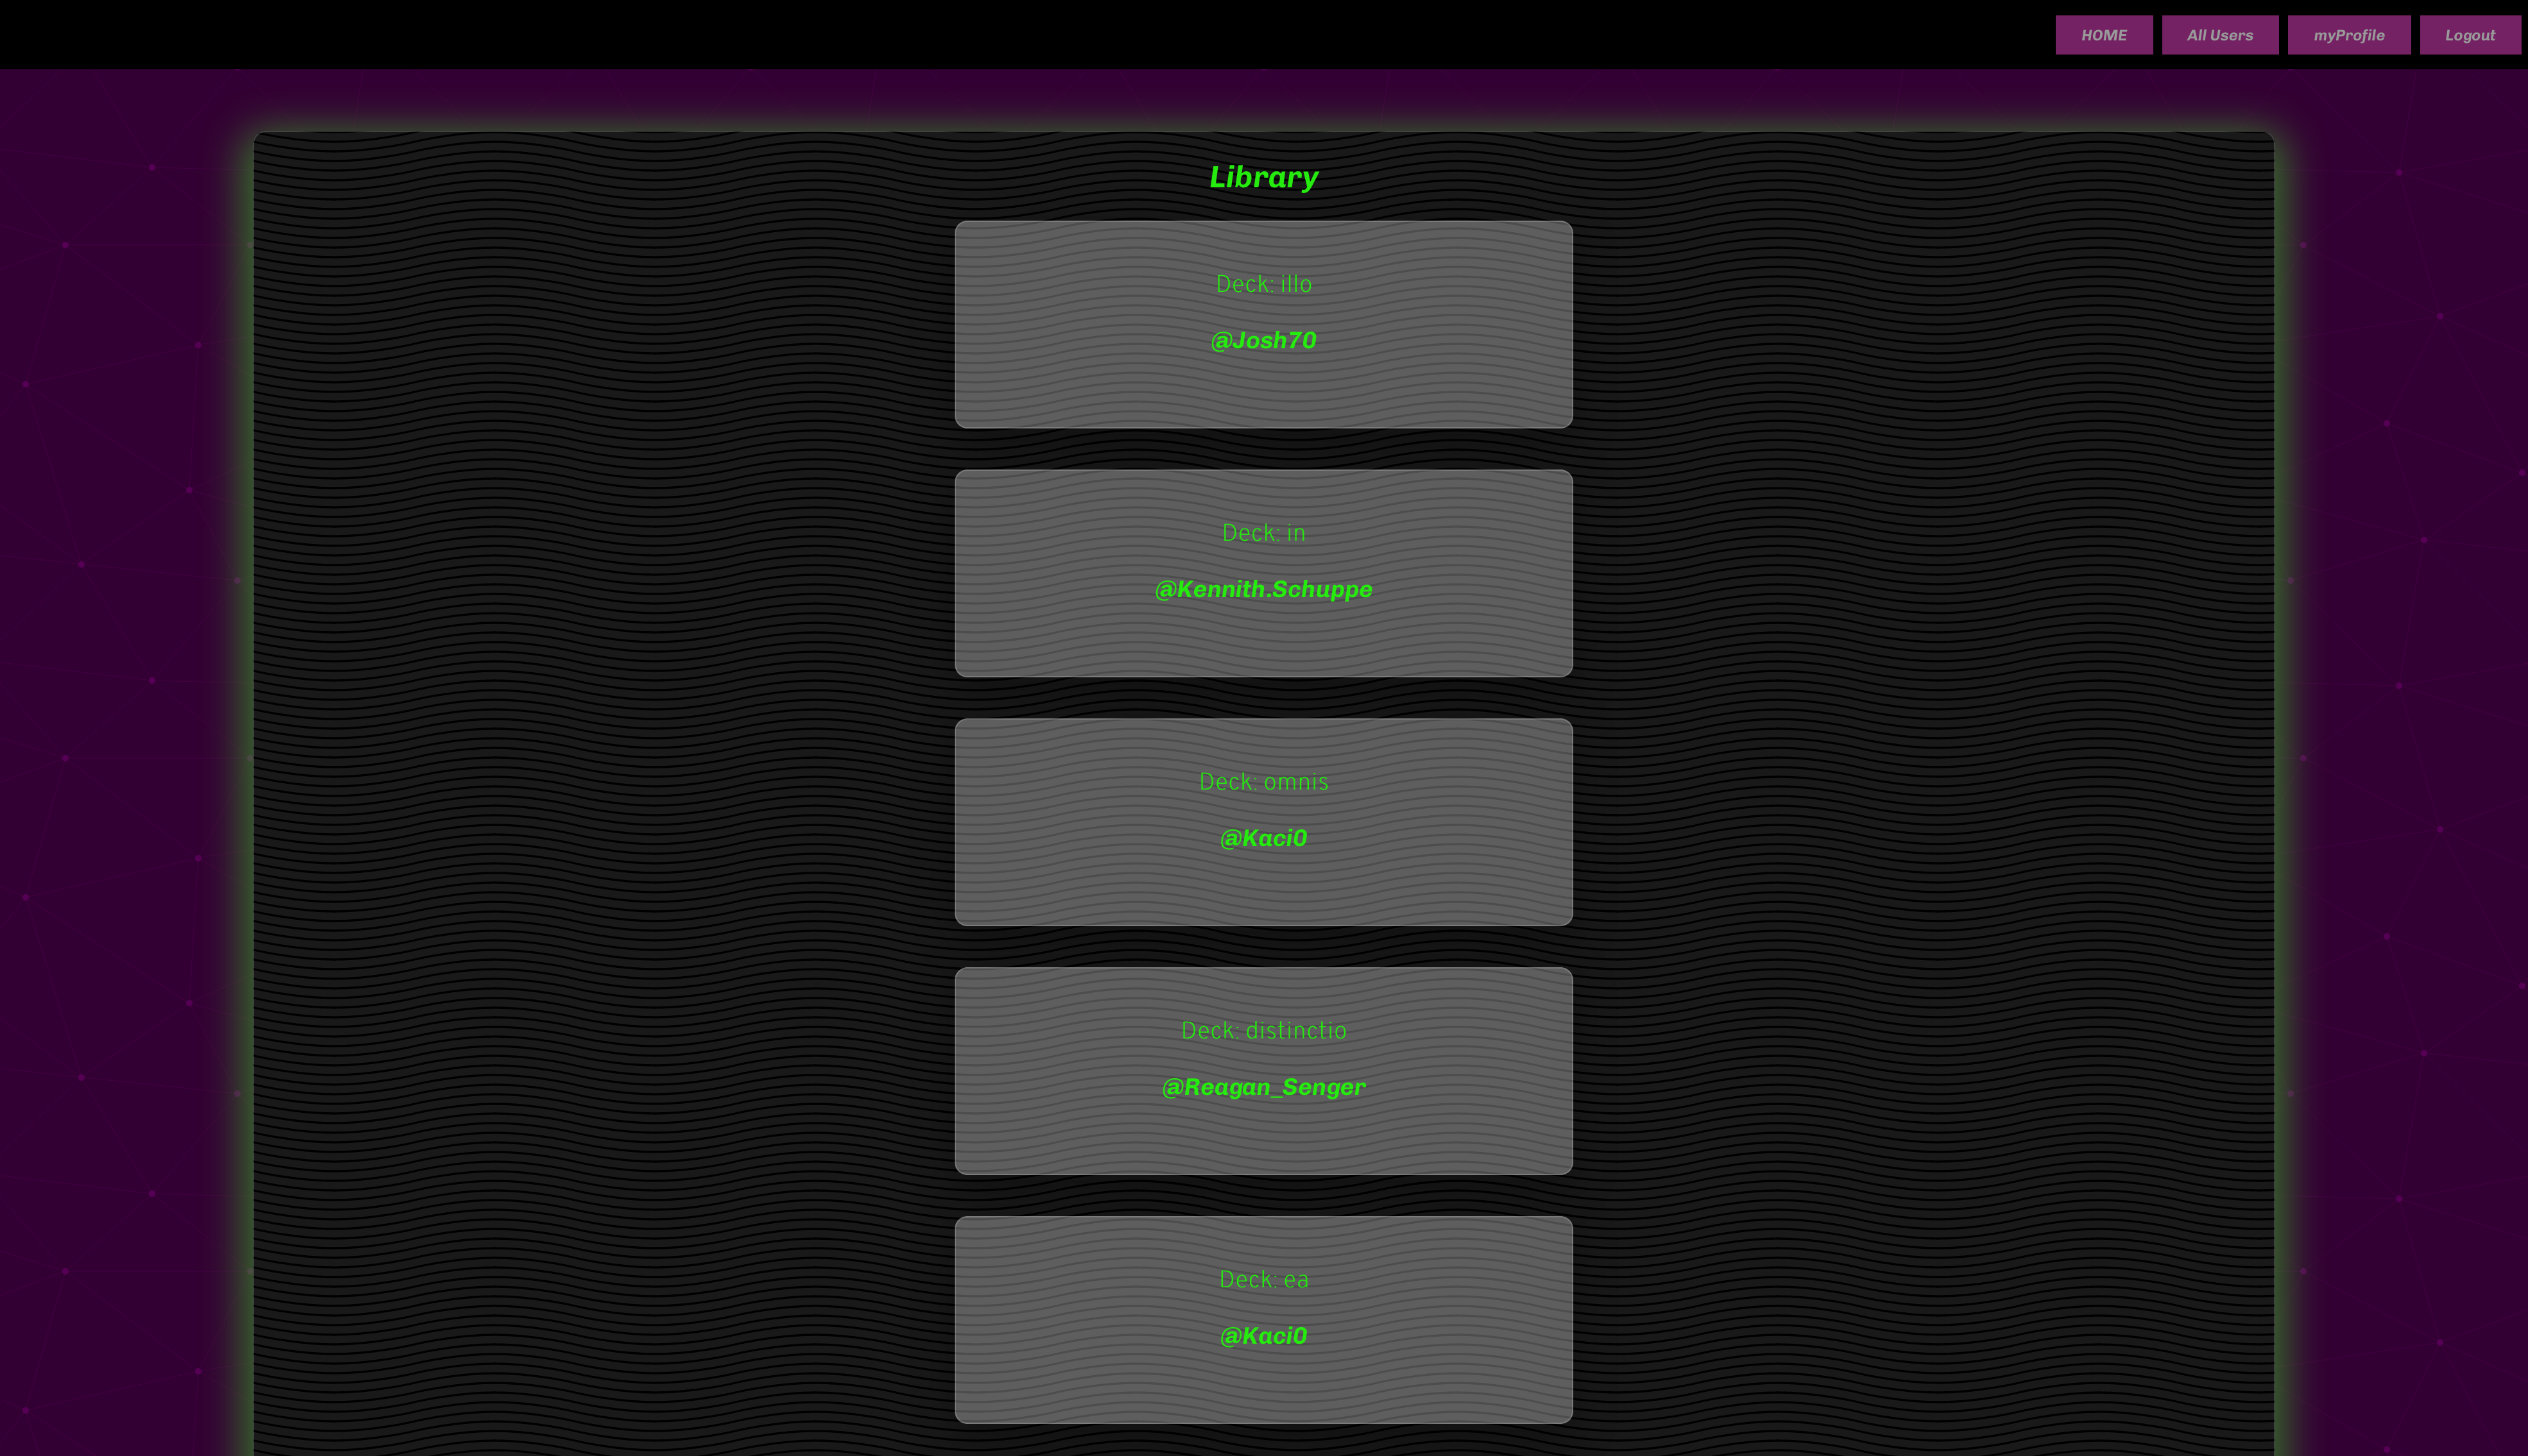 HOME All Users myProfile Logout
Library
Deck: illo
@Josh70
Deck: in
@Kennith.Schuppe
Deck: omnis
@Kaci0
Deck: distinctio
@Reagan_Senger
Deck: ea
@Kaci0